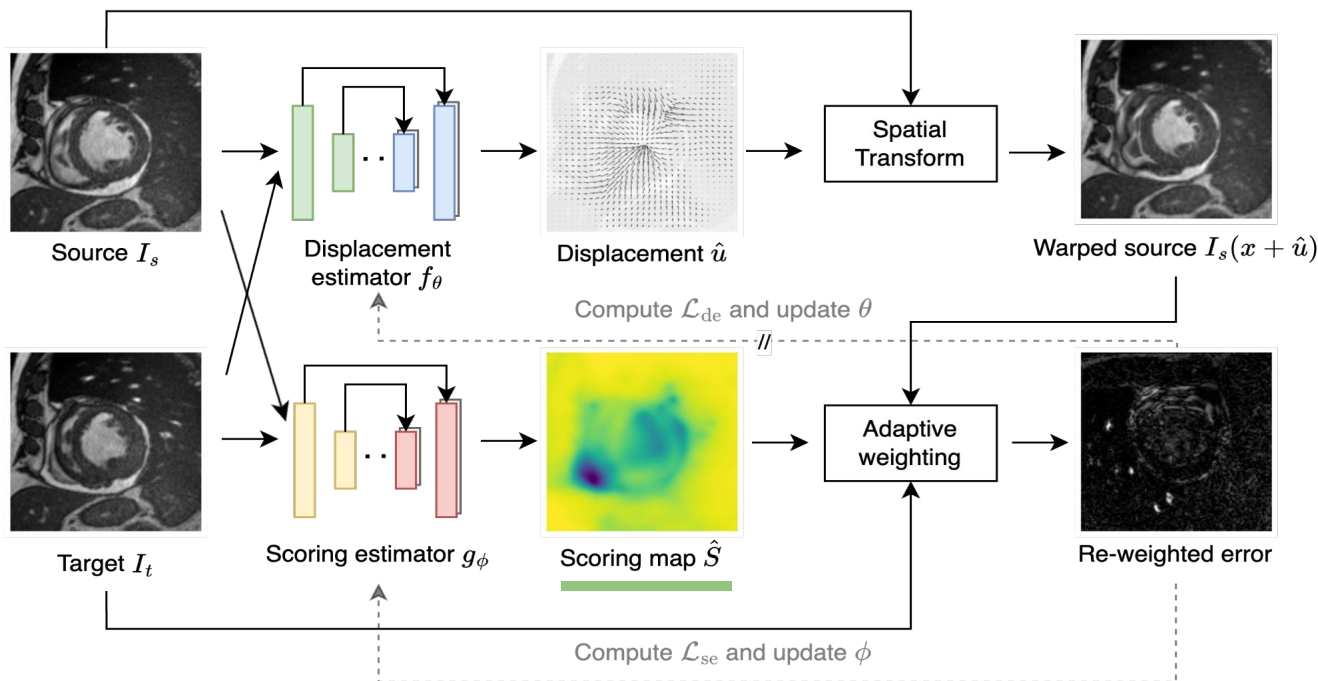 Spatial
Transform
Source $I_s$
Displacement
estimator $f_\theta$
Displacement $\hat{u}$
Warped source $I_s(x + \hat{u})$
Compute $\mathcal{L}_{\mathrm{de}}$ and update $\theta$
//
Adaptive
weighting
Target $I_t$
Scoring estimator $g_\phi$
Scoring map $\hat{S}$
Re-weighted error
Compute $\mathcal{L}_{\mathrm{se}}$ and update $\phi$